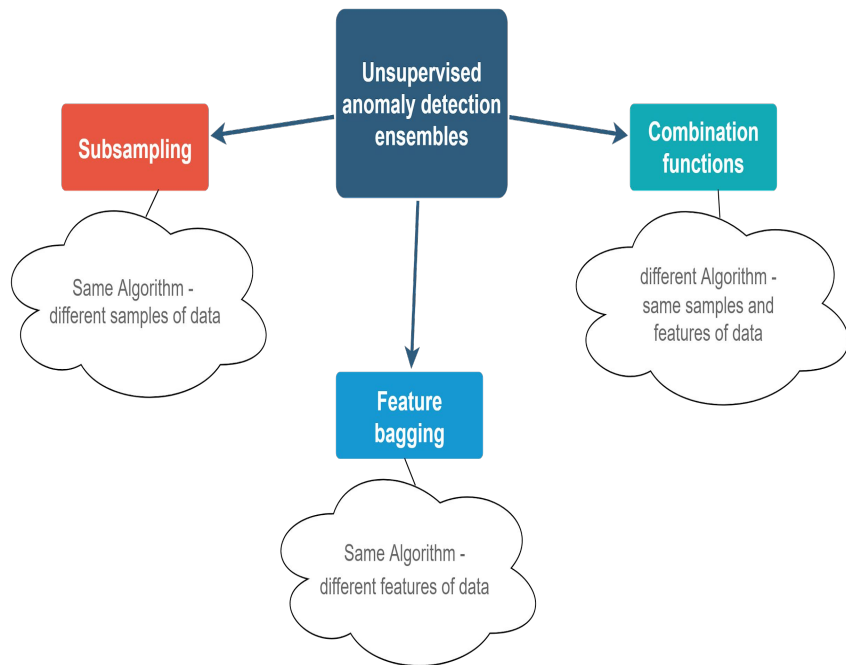 Unsupervised
anomaly detection
ensembles
Subsampling
Combination
functions
Same Algorithm -
different samples of data
different Algorithm -
same samples and
features of data
Feature
bagging
Same Algorithm -
different features of data